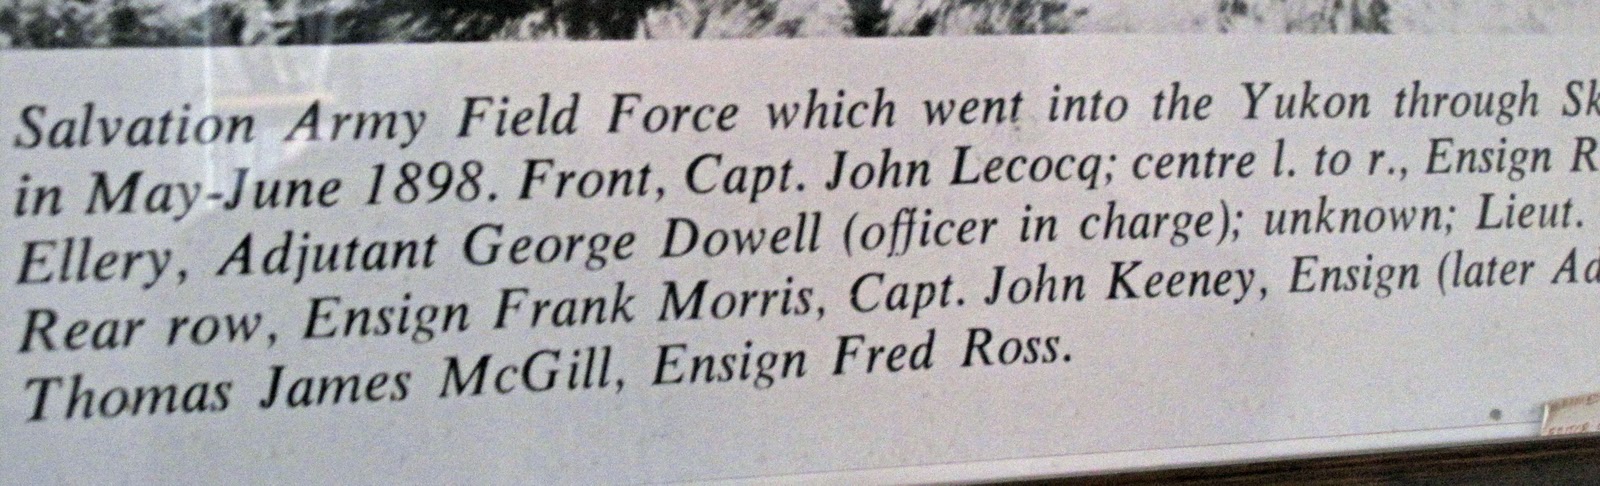 Salvation Army Field Force which went into the Yukon through Sk
in May-June 1898. Front, Capt. John Lecocq; centre l. to r., Ensign R
Ellery, Adjutant George Dowell (officer in charge); unknown; Lieut.
Rear row, Ensign Frank Morris, Capt. John Keeney, Ensign (later Ad
Thomas James McGill, Ensign Fred Ross.